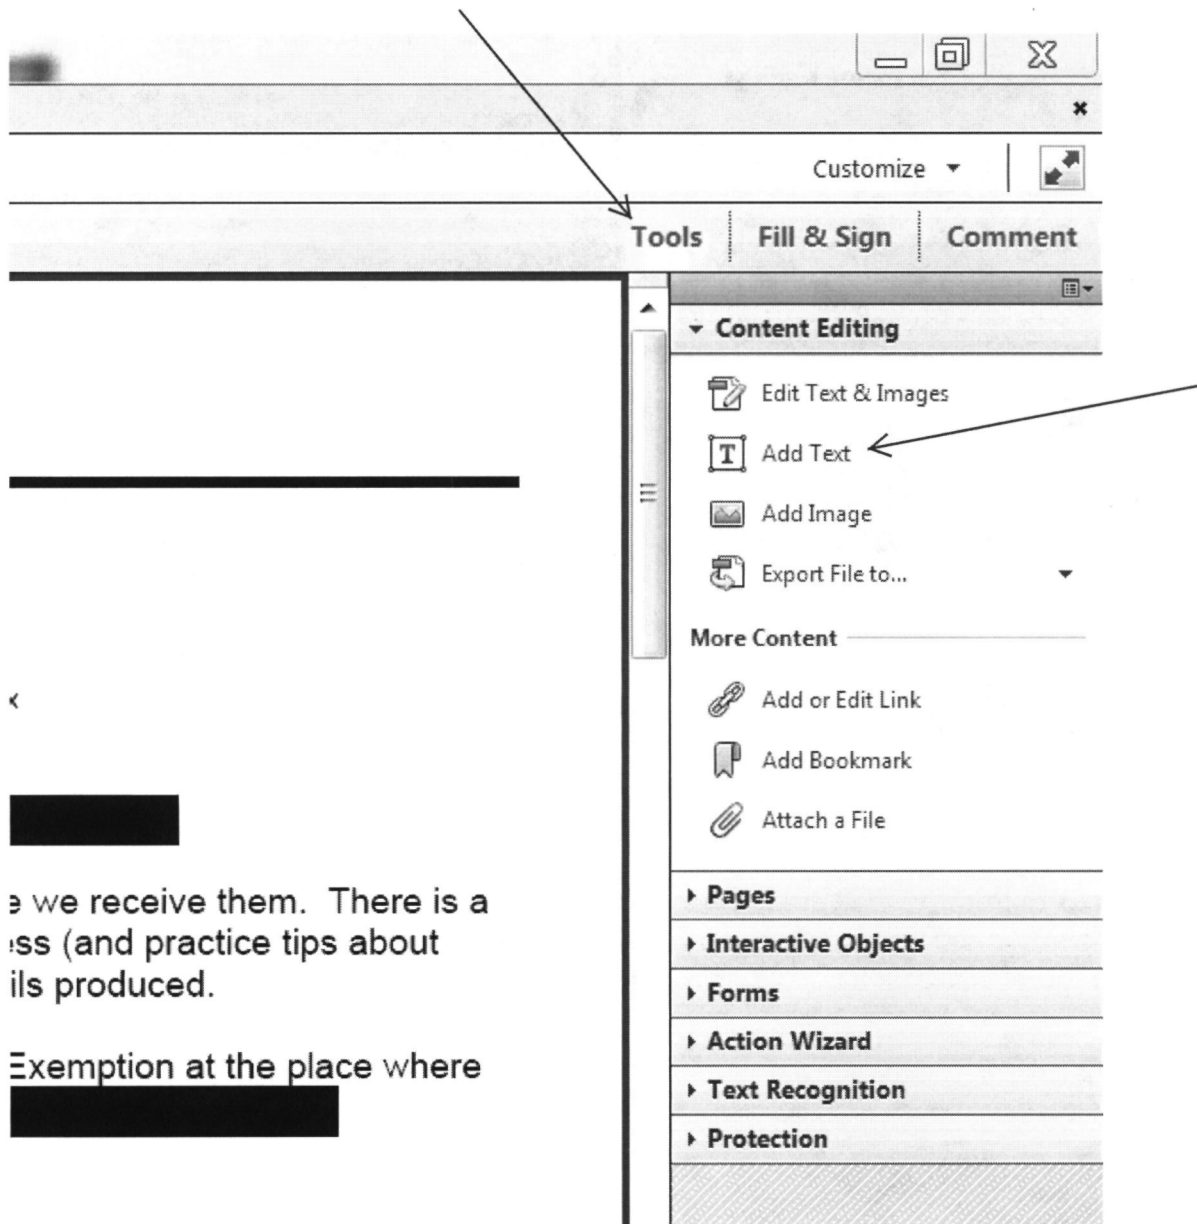 Customize
Tools Fill & Sign Comment
Content Editing
Edit Text & Images
Add Text
Add Image
Export File to...
More Content
Add or Edit Link
Add Bookmark
Attach a File
Pages
Interactive Objects
Forms
Action Wizard
Text Recognition
Protection
x
we receive them. There is a
(and practice tips about
produced.
Exemption at the place where